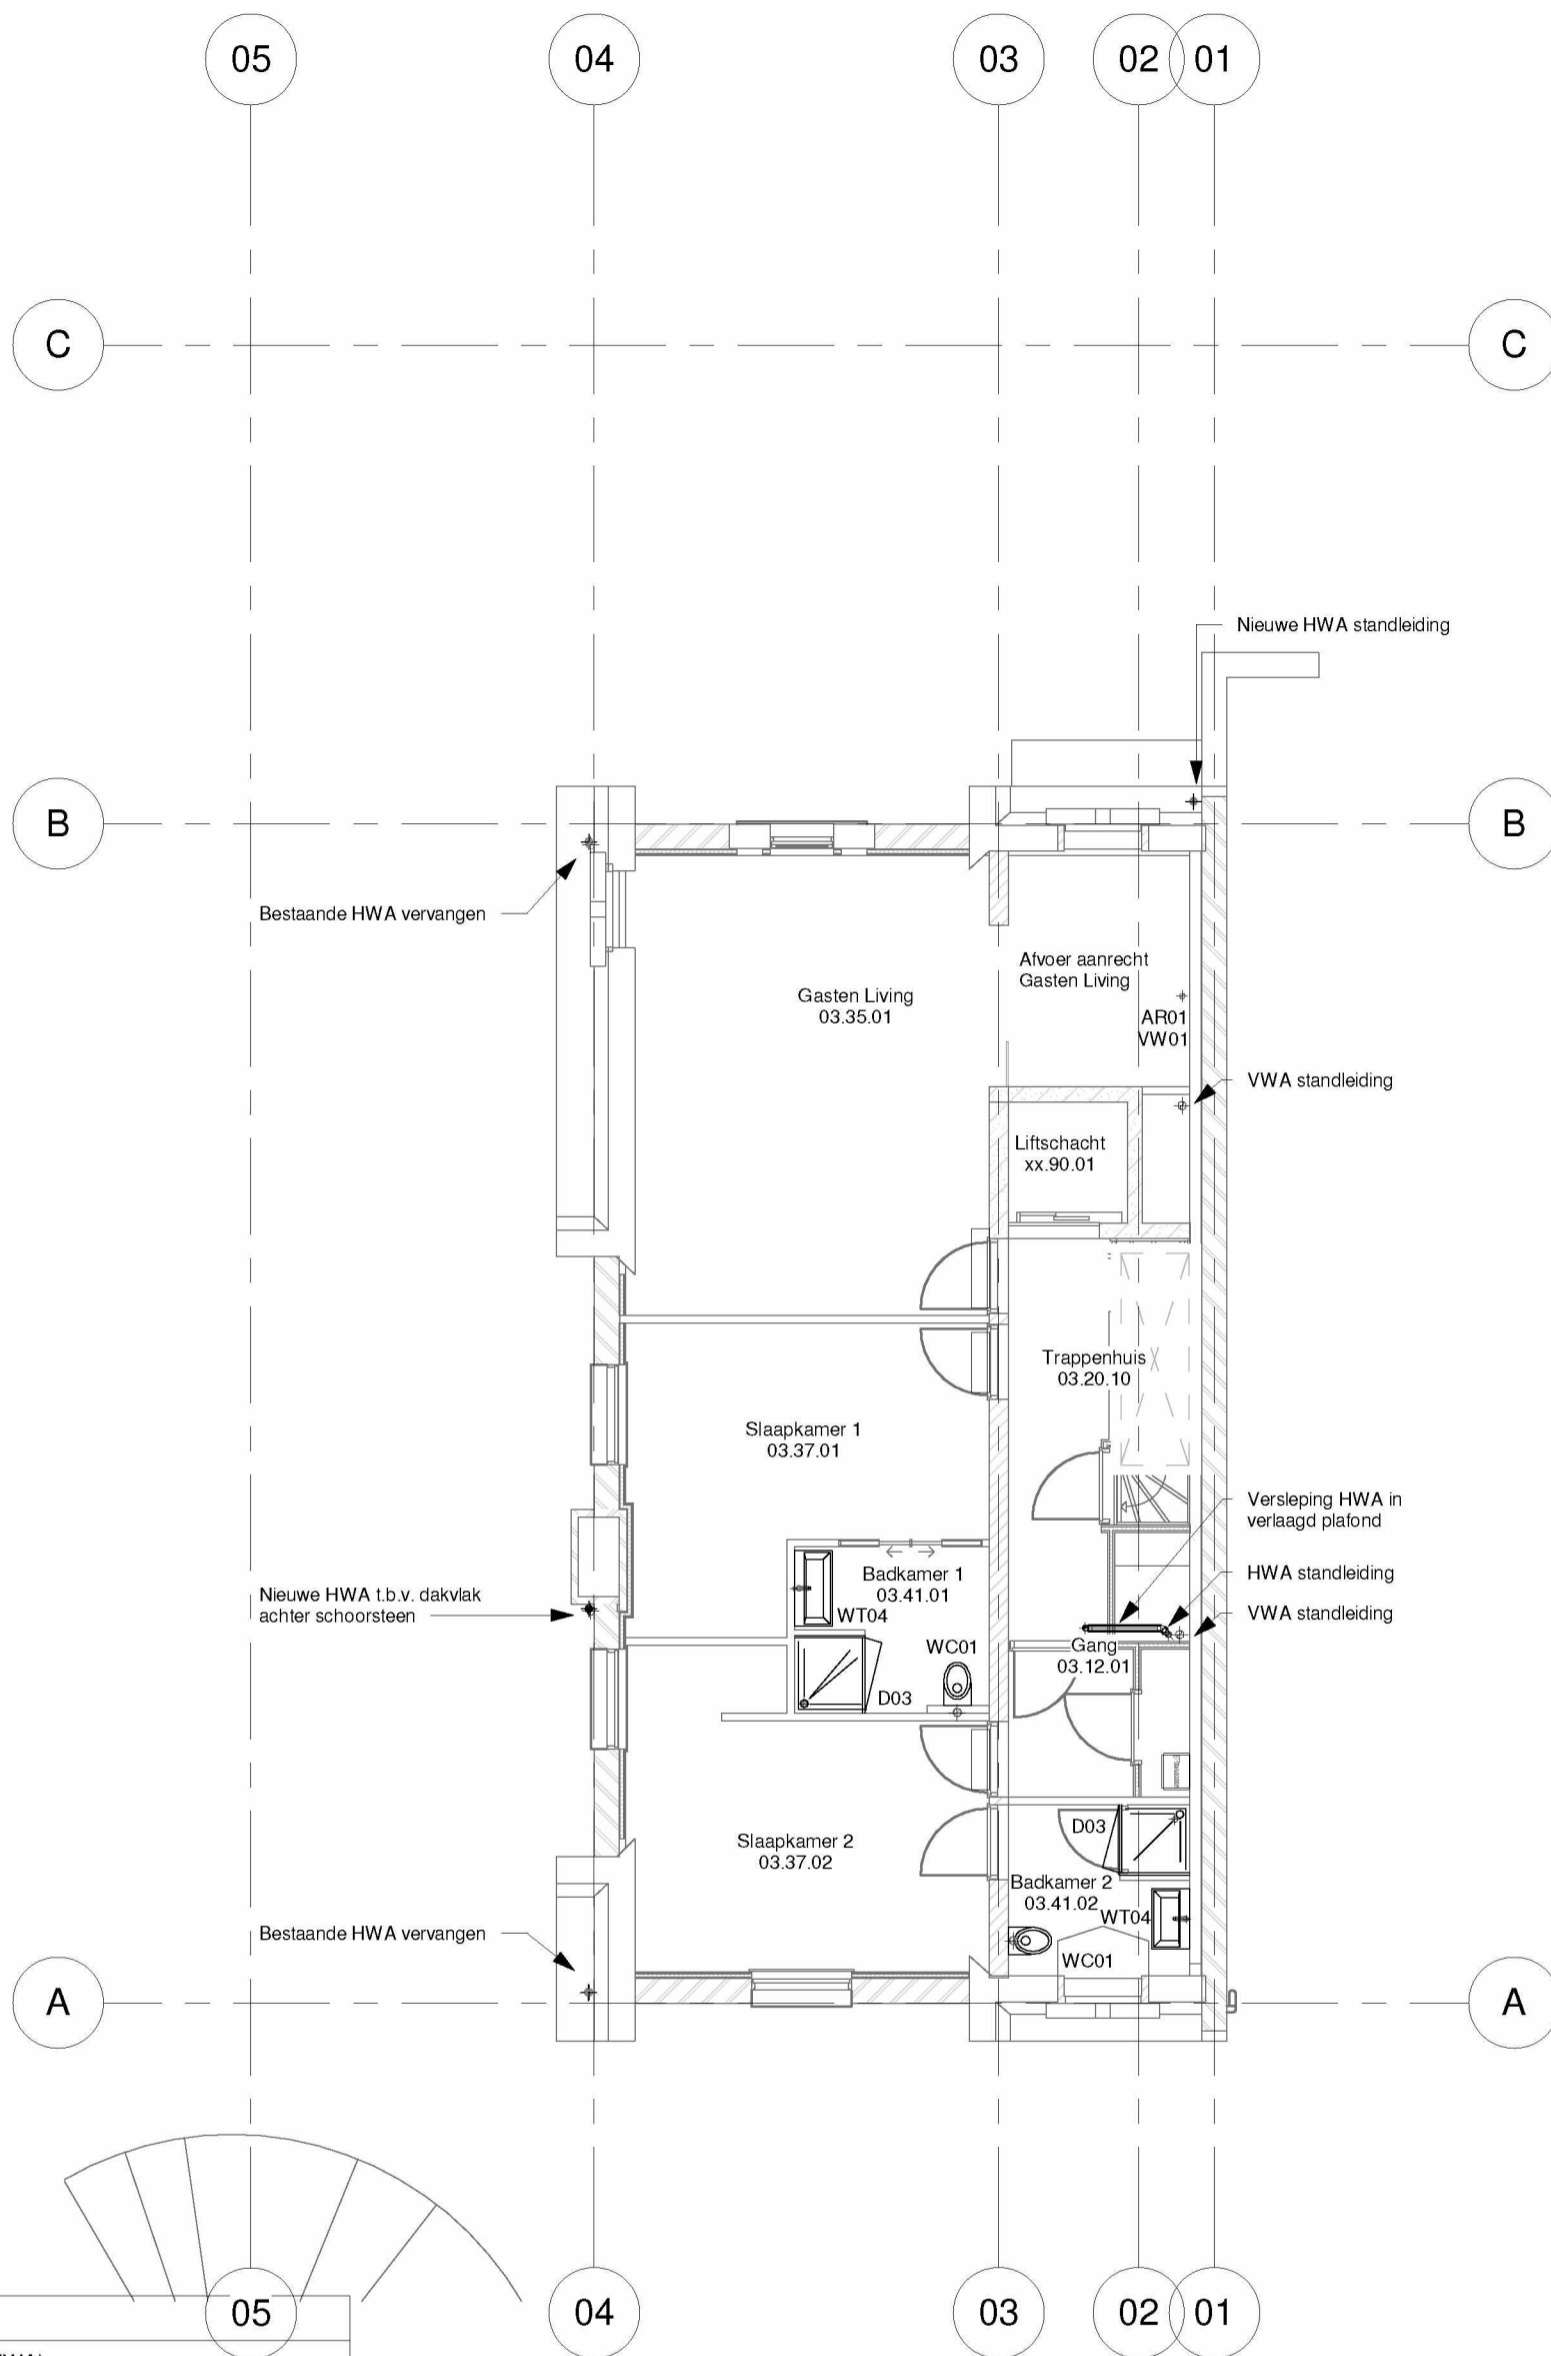 05
04
03
02
01
C
C
Nieuwe HWA standleiding
B
B
Bestaande HWA vervangen
Afvoer aanrecht
Gasten Living
Gasten Living
03.35.01
AR01
VW01
VWA standleiding
Liftschacht
xx.90.01
Trappenhuis
03.20.10
Slaapkamer 1
03.37.01
Versleping HWA in
verlaagd plafond
HWA standleiding
VWA standleiding
Nieuwe HWA t.b.v. dakvlak
achter schoorsteen
Badkamer 1
03.41.01
WT04
WC01
D03
Gang
03.12.01
Slaapkamer 2
03.37.02
D03
Badkamer 2
03.41.02
WT04
WC01
Bestaande HWA vervangen
A
A
05
04
03
02
01